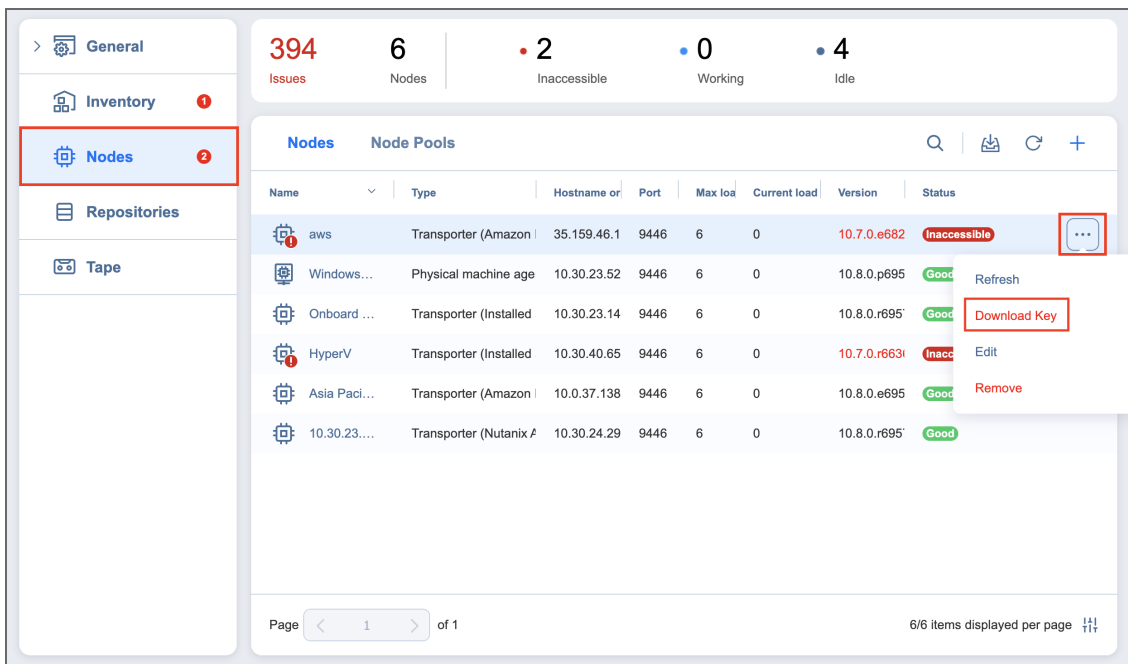 General
Inventory 1
Nodes 2
Repositories
Tape
394 6 2 0 4
Issues Nodes Inaccessible Working Idle
Nodes Node Pools
Name Type Hostname or Port Max loa Current load Version Status
aws Transporter (Amazon 35.159.46.1 9446 6 0 10.7.0.e682 Inaccessible ...
Windows... Physical machine age 10.30.23.52 9446 6 0 10.8.0.p695 Good
Onboard ... Transporter (Installed 10.30.23.14 9446 6 0 10.8.0.r695 Good
HyperV Transporter (Installed 10.30.40.65 9446 6 0 10.7.0.r663 Inacc
Asia Paci... Transporter (Amazon 10.0.37.138 9446 6 0 10.8.0.e695 Good
10.30.23.... Transporter (Nutanix A 10.30.24.29 9446 6 0 10.8.0.r695 Good
Refresh
Download Key
Edit
Remove
Page 1 of 1
6/6 items displayed per page